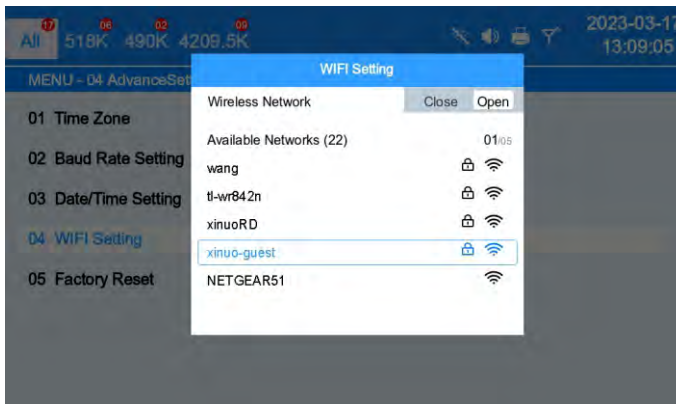 17 06 02 09
All 518K 490K 4209.5K
2023-03-17
13:09:05
MENU - 04 AdvanceSet
01 Time Zone
02 Baud Rate Setting
03 Date/Time Setting
04 WIFI Setting
05 Factory Reset
WIFI Setting
Wireless Network Close Open
Available Networks (22) 01/05
wang
tl-wr842n
xinuoRD
xinuo-guest
NETGEAR51